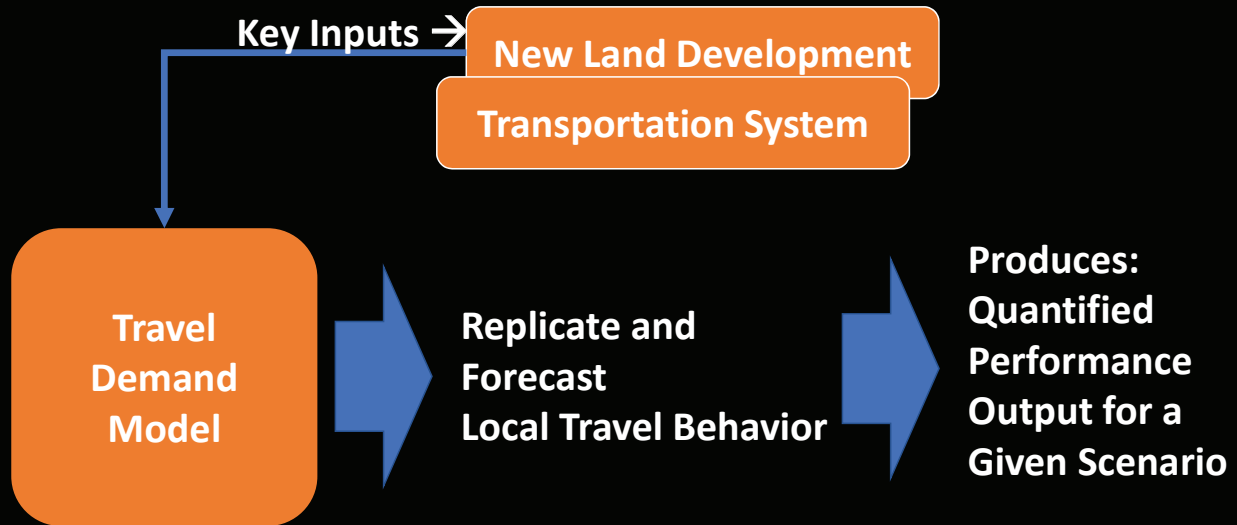 Key Inputs →
New Land Development
Transportation System
Travel
Demand
Model
Replicate and
Forecast
Local Travel Behavior
Produces:
Quantified
Performance
Output for a
Given Scenario